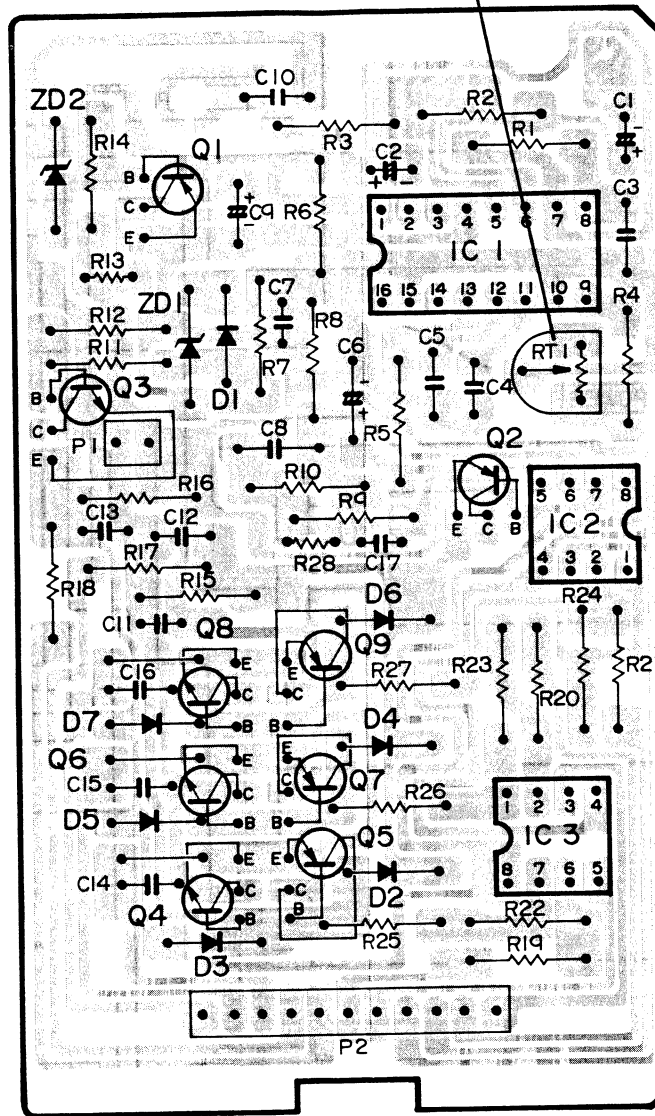 C10
R2
R1
C1
-
+
ZD2
R14
Q1
R3
C2
+ -
B
C
E
+
C9
-
R6
1 2 3 4 5 6 7 8
IC 1
16 15 14 13 12 11 10 9
C3
R13
ZD1
C7
R4
R12
R11
R7
R8
C6
-
+
C5
C4
RT1
D1
B
C
E
Q3
P1
R5
C8
Q2
E C B
R10
R16
R9
5 6 7 8
IC2
4 3 2 1
C13
C12
R28
C17
R17
R18
R15
C11
D6
R24
Q8
Q9
E
C
B
E
C
B
C16
R27
R23
R20
R2
D7
D4
Q6
E
C
B
E
C
B
Q7
C15
R26
D5
1 2 3 4
IC 3
8 7 6 5
Q5
E
C
B
E
C
B
C14
Q4
D2
R22
R25
D3
R19
P2